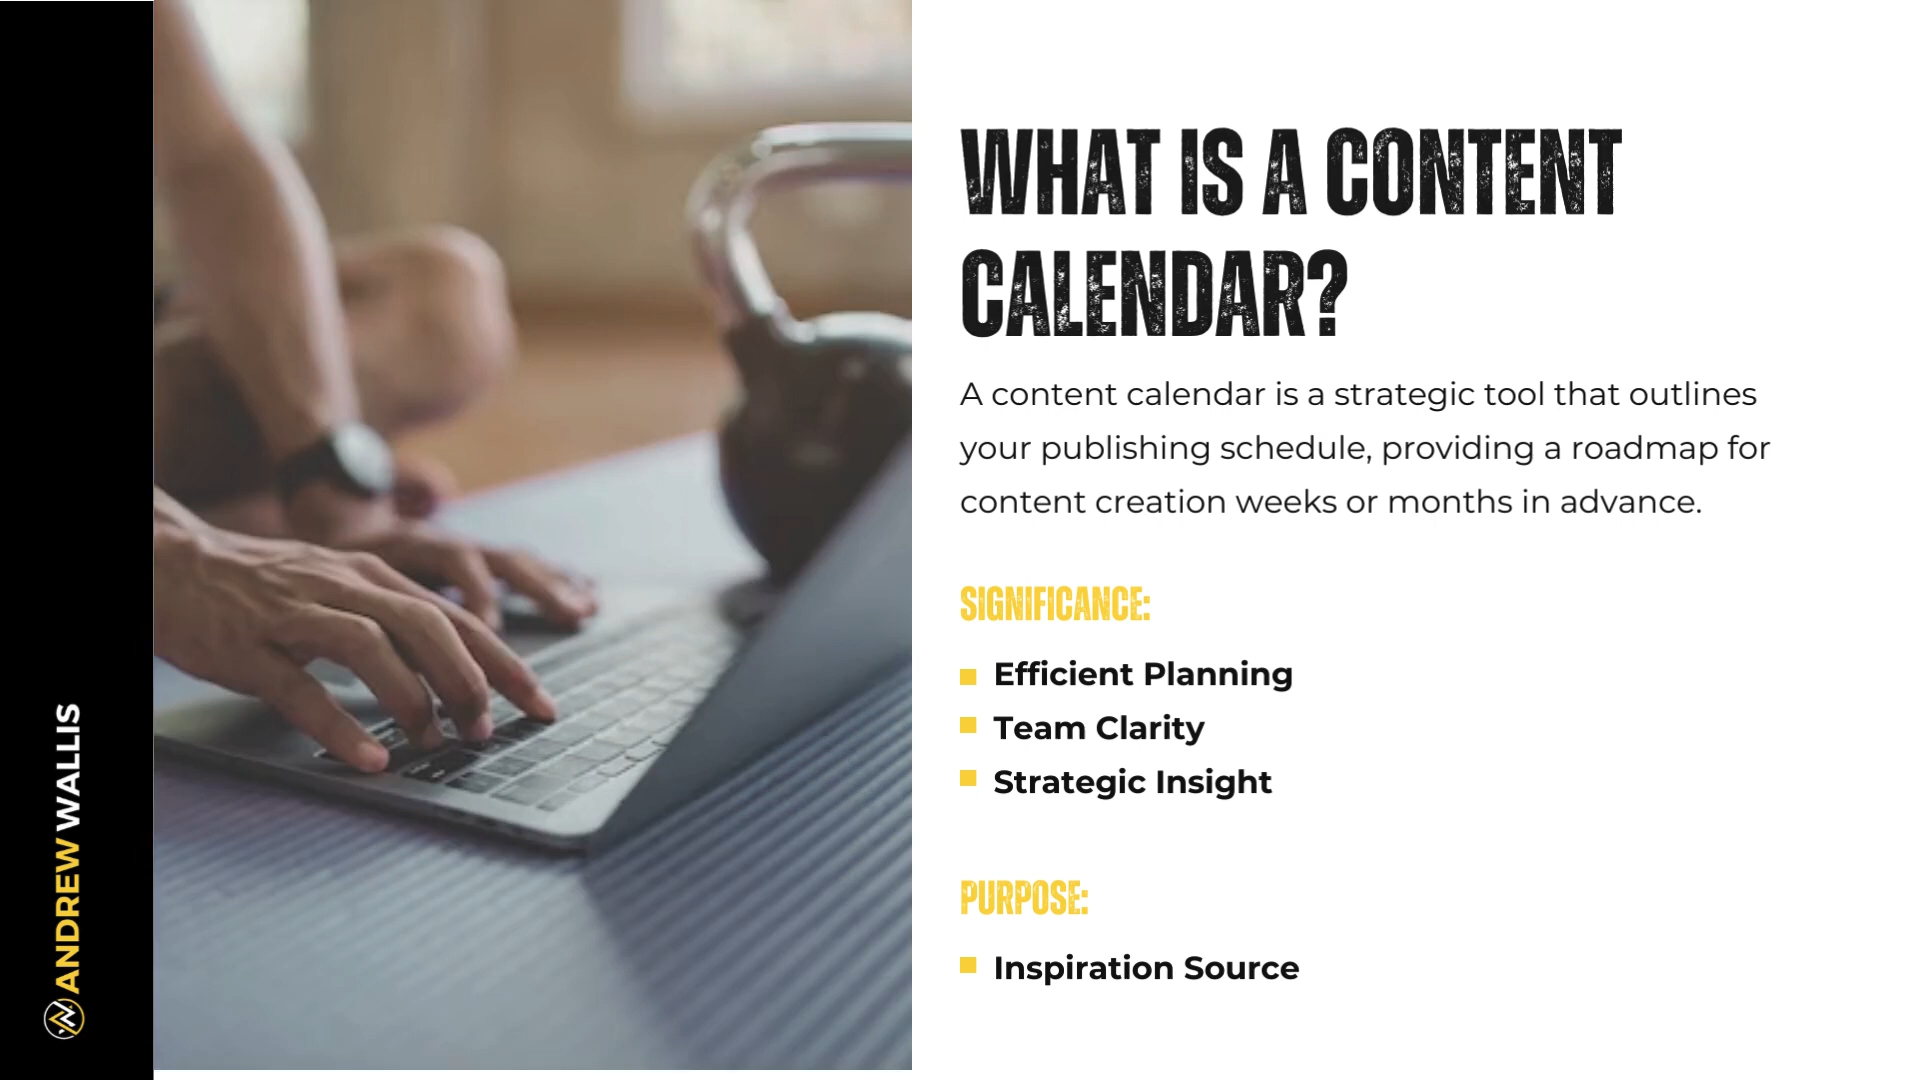 WHAT IS A CONTENT
CALENDAR?
A content calendar is a strategic tool that outlines
your publishing schedule, providing a roadmap for
content creation weeks or months in advance.
SIGNIFICANCE:
Efficient Planning
Team Clarity
Strategic Insight
PURPOSE:
Inspiration Source
ANDREW WALLIS